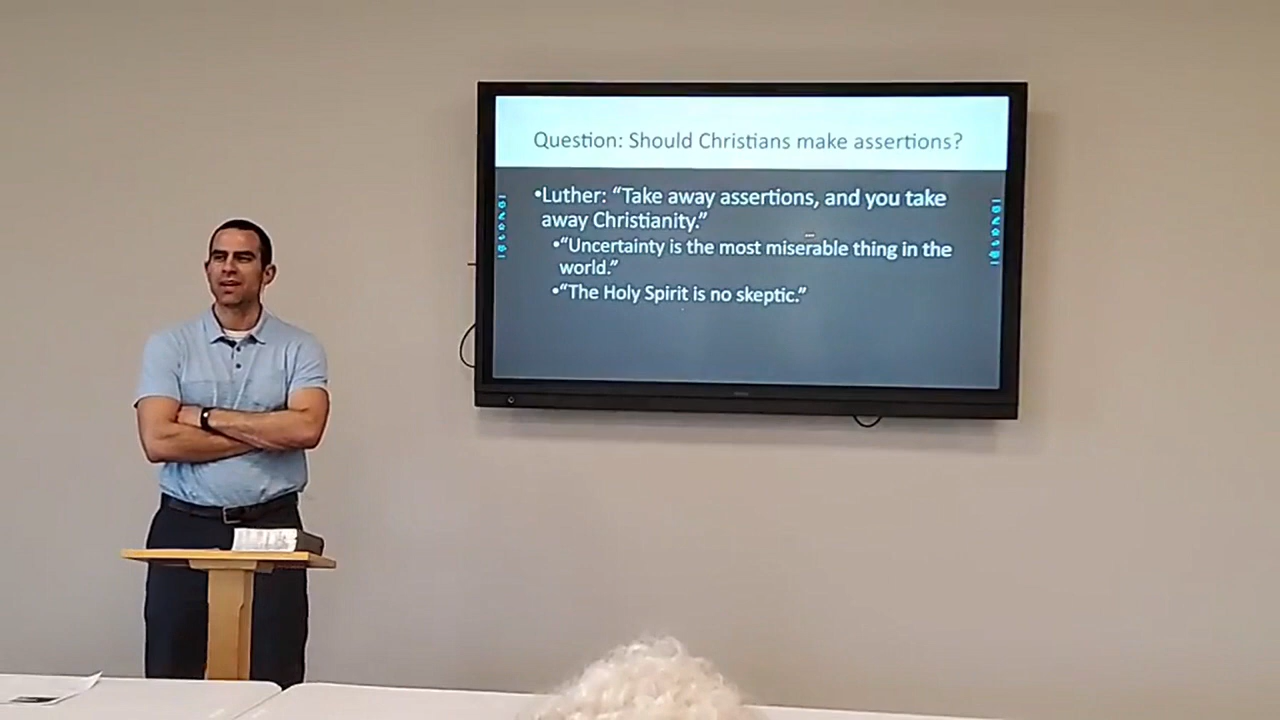 Question: Should Christians make assertions?
•Luther: “Take away assertions, and you take
away Christianity.”
•“Uncertainty is the most miserable thing in the
world.”
•“The Holy Spirit is no skeptic.”